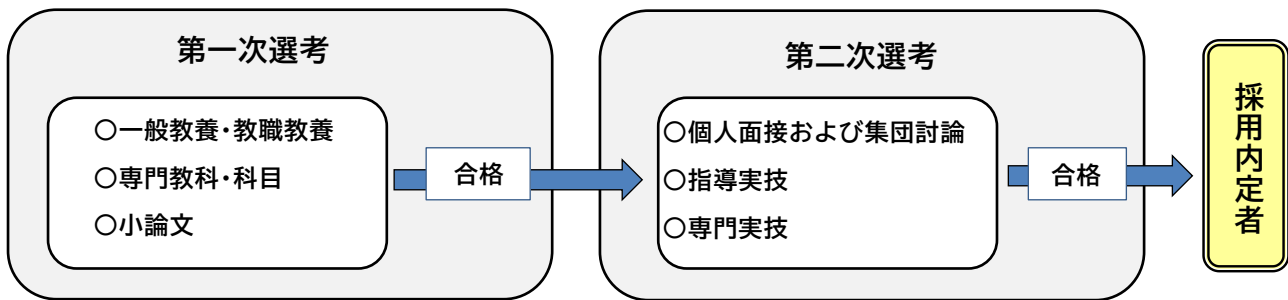 第一次選考
〇一般教養・教職教養
〇専門教科・科目
〇小論文
合格
第二次選考
〇個人面接および集団討論
〇指導実技
〇専門実技
合格
採用内定者